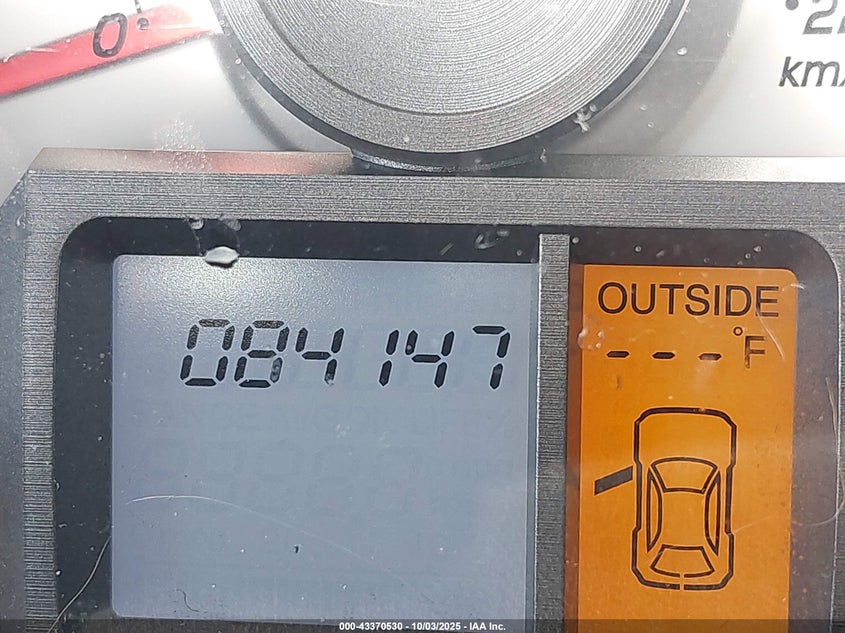 0
km/
OUTSIDE
084147
---°F
000-43370530 - 10/03/2025 - IAA Inc.